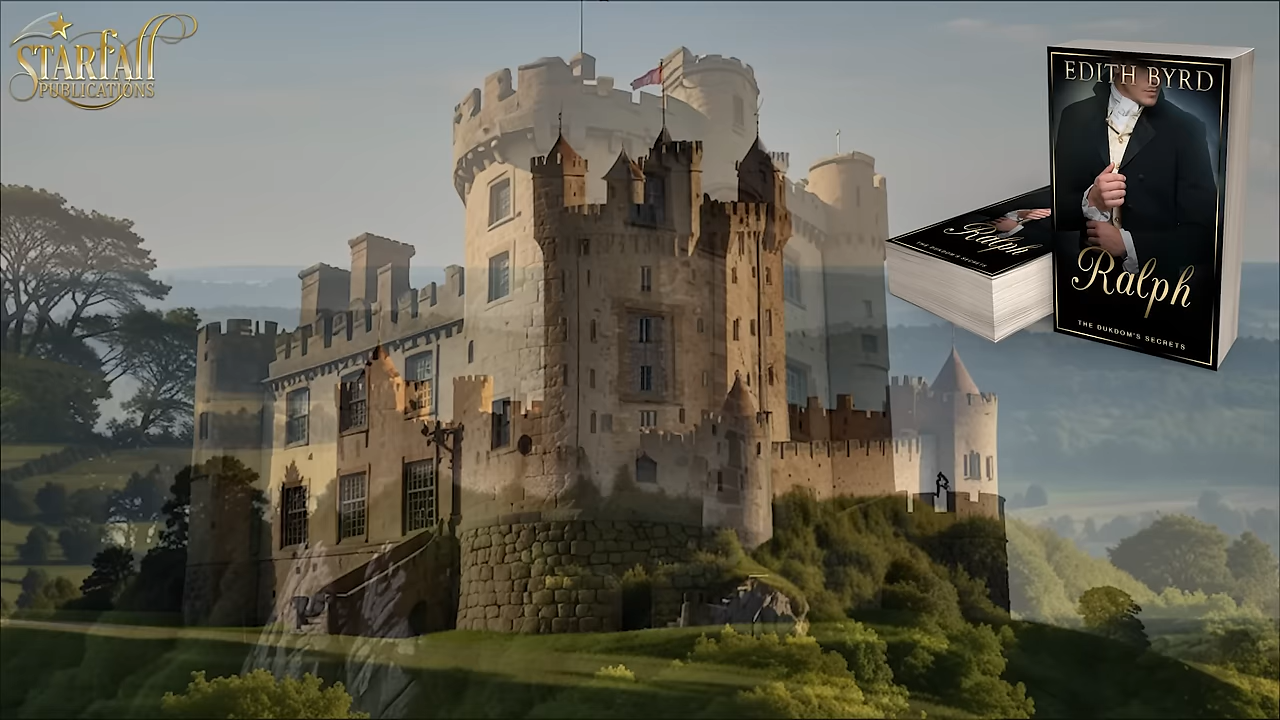 STARfall
PUBLICATIONS
EDITH BYRD
Ralph
THE DUKDOM'S SECRETS
Ralph
THE DUKDOM'S SECRETS